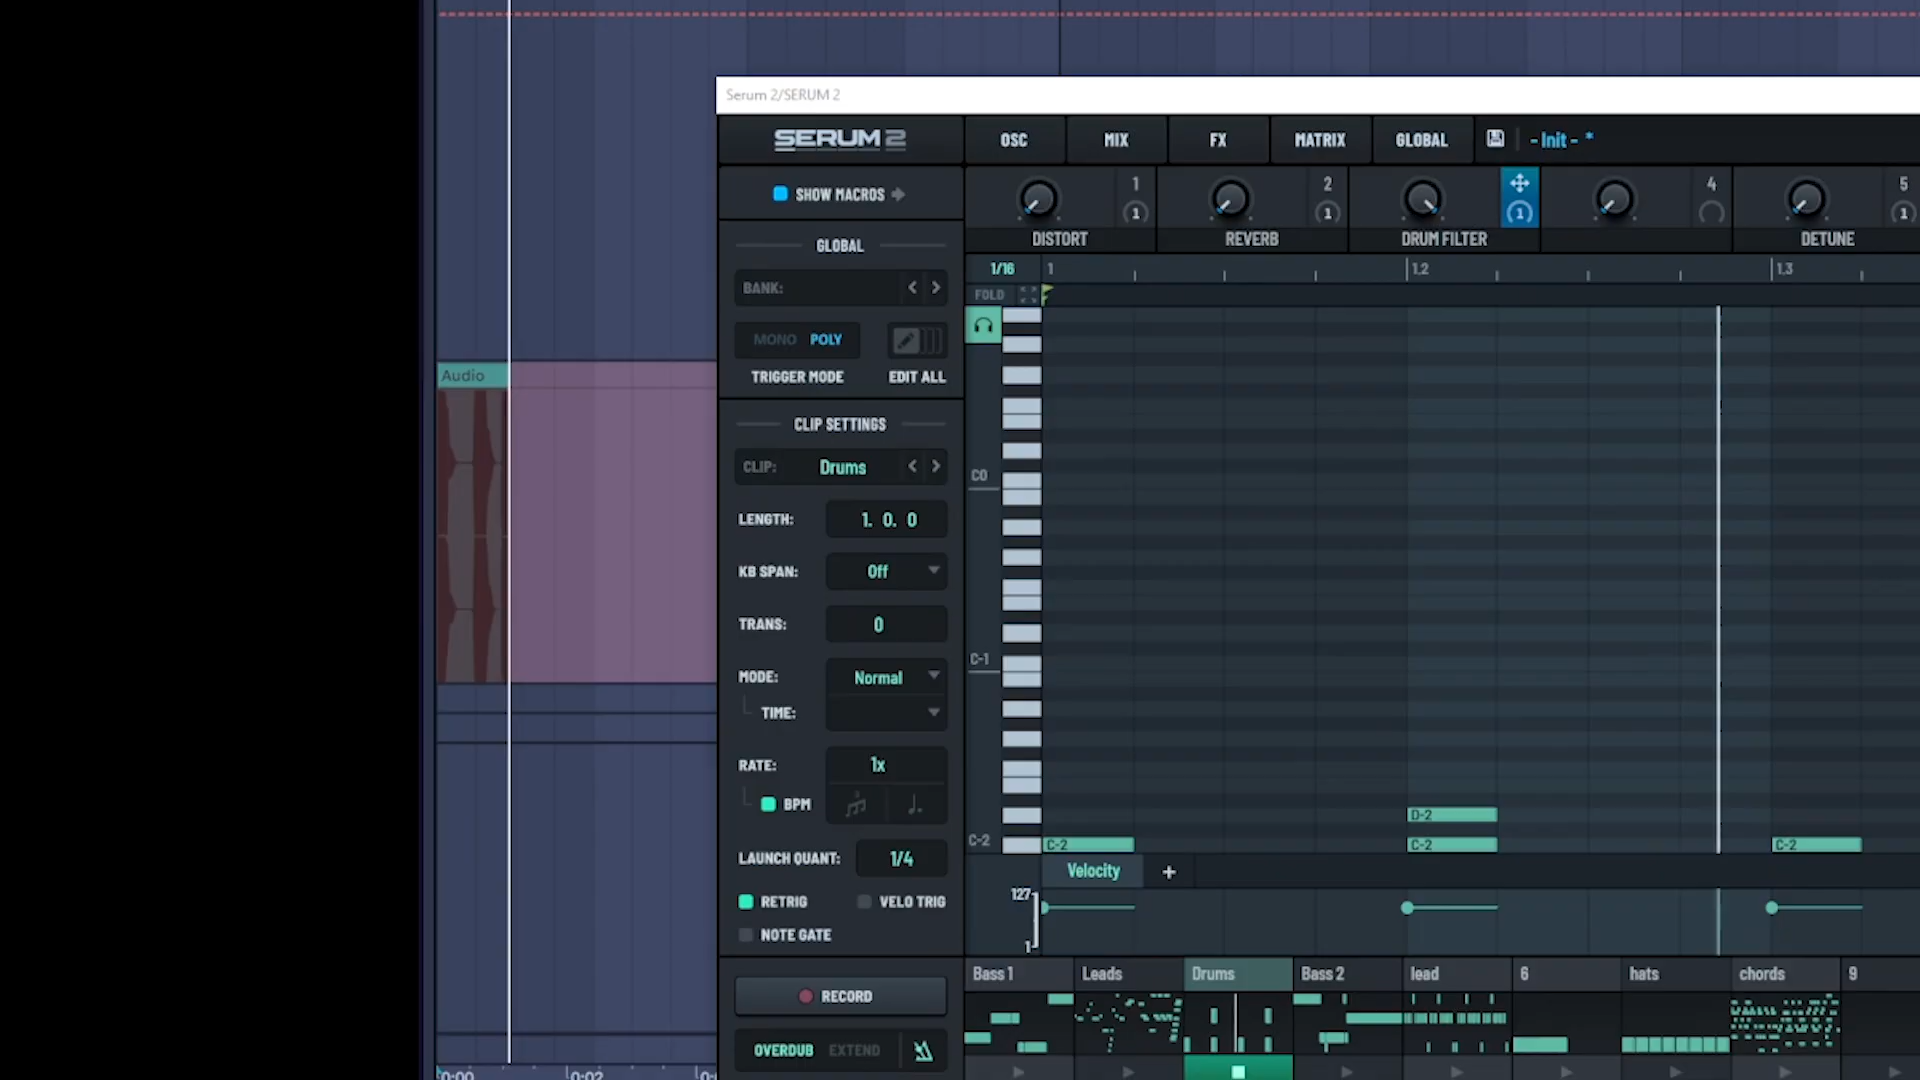 Serum 2/SERUM 2
SERUM 2
OSC
MIX
FX
MATRIX
GLOBAL
- Init - *
SHOW MACROS
1
1
DISTORT
2
1
REVERB
1
DRUM FILTER
4
5
1
DETUNE
GLOBAL
BANK:
MONO POLY
TRIGGER MODE
EDIT ALL
1/16
1
1.2
1.3
FOLD
Audio
CLIP SETTINGS
CLIP: Drums
LENGTH: 1. 0. 0
KB SPAN: Off
TRANS: 0
MODE: Normal
TIME:
RATE: 1x
BPM
LAUNCH QUANT: 1/4
RETRIG
VELO TRIG
NOTE GATE
C0
C-1
C-2
D-2
C-2
C-2
C-2
Velocity +
127
1
Bass 1
Leads
Drums
Bass 2
lead
6
hats
chords
9
RECORD
OVERDUB EXTEND
0:00
0:02